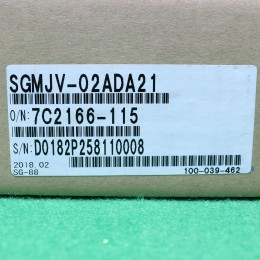 SGMJV-02ADA21
O/N: 7C2166-115
S/N: D0182P258110008
2018.02
SG-88
100-039-462